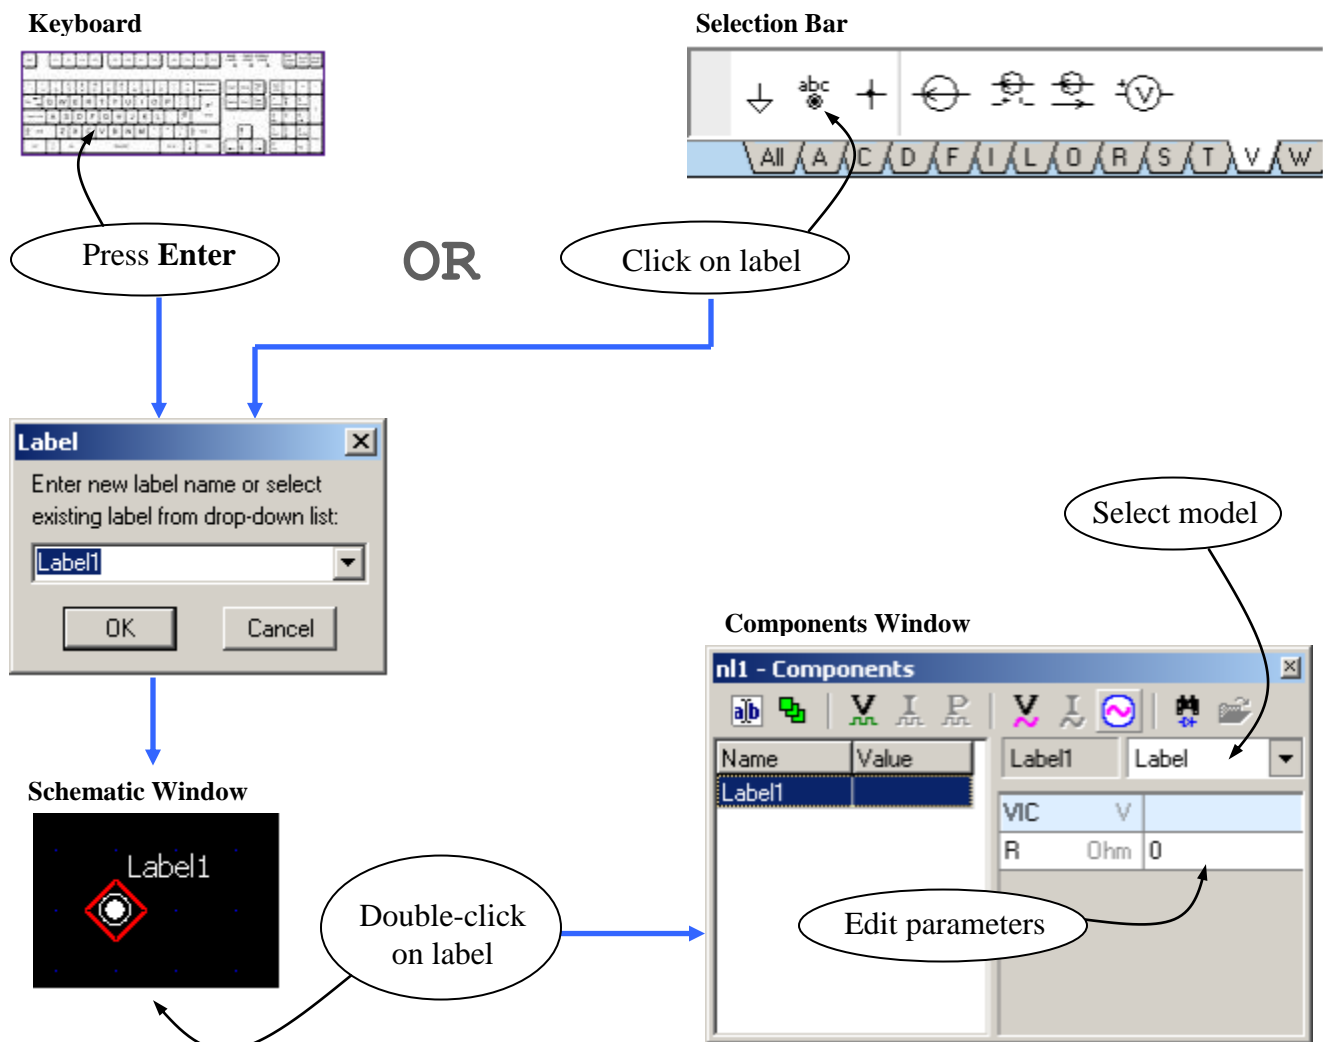 Keyboard
Selection Bar
abc
V
All A C D F I L O R S T V W
Press Enter
OR
Click on label
Label
Enter new label name or select
existing label from drop-down list:
Label1
OK Cancel
Select model
Components Window
nl1 - Components
a b V I P V I
Name Value Label1 Label
Label1
VIC V
R Ohm 0
Schematic Window
Label1
Double-click
on label
Edit parameters